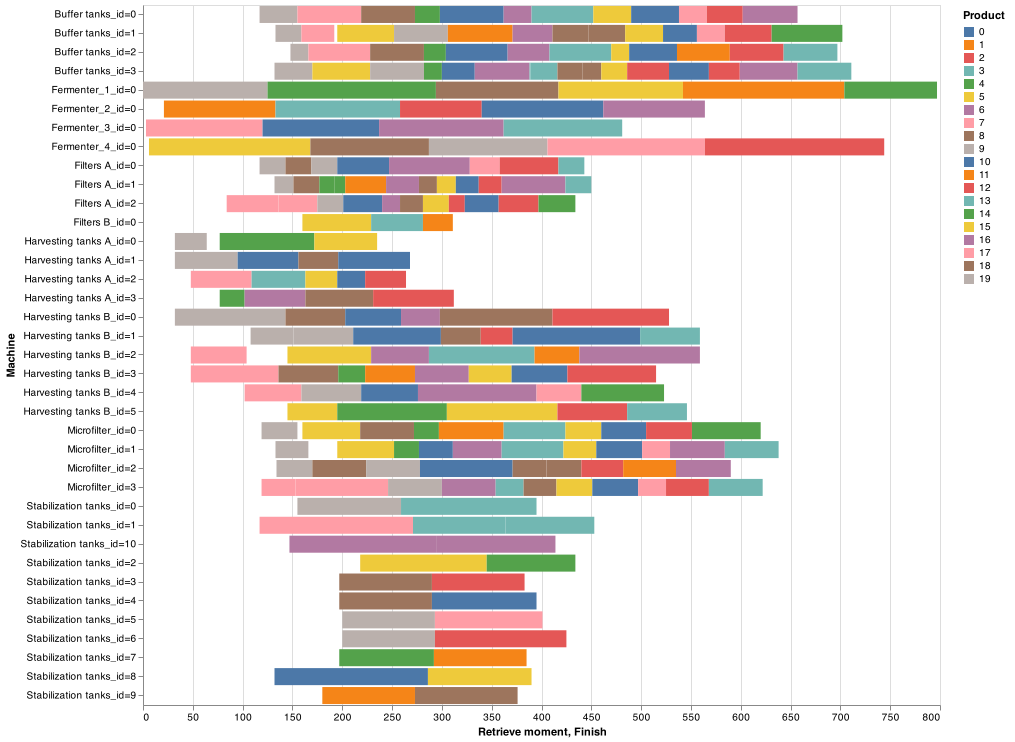 Buffer tanks_id=0
Buffer tanks_id=1
Buffer tanks_id=2
Buffer tanks_id=3
Fermenter_1_id=0
Fermenter_2_id=0
Fermenter_3_id=0
Fermenter_4_id=0
Filters A_id=0
Filters A_id=1
Filters A_id=2
Filters B_id=0
Harvesting tanks A_id=0
Harvesting tanks A_id=1
Harvesting tanks A_id=2
Harvesting tanks A_id=3
Harvesting tanks B_id=0
Harvesting tanks B_id=1
Harvesting tanks B_id=2
Harvesting tanks B_id=3
Harvesting tanks B_id=4
Harvesting tanks B_id=5
Microfilter_id=0
Microfilter_id=1
Microfilter_id=2
Microfilter_id=3
Stabilization tanks_id=0
Stabilization tanks_id=1
Stabilization tanks_id=10
Stabilization tanks_id=2
Stabilization tanks_id=3
Stabilization tanks_id=4
Stabilization tanks_id=5
Stabilization tanks_id=6
Stabilization tanks_id=7
Stabilization tanks_id=8
Stabilization tanks_id=9
Machine
0 50 100 150 200 250 300 350 400 450 500 550 600 650 700 750 800
Retrieve moment, Finish
Product
0
1
2
3
4
5
6
7
8
9
10
11
12
13
14
15
16
17
18
19